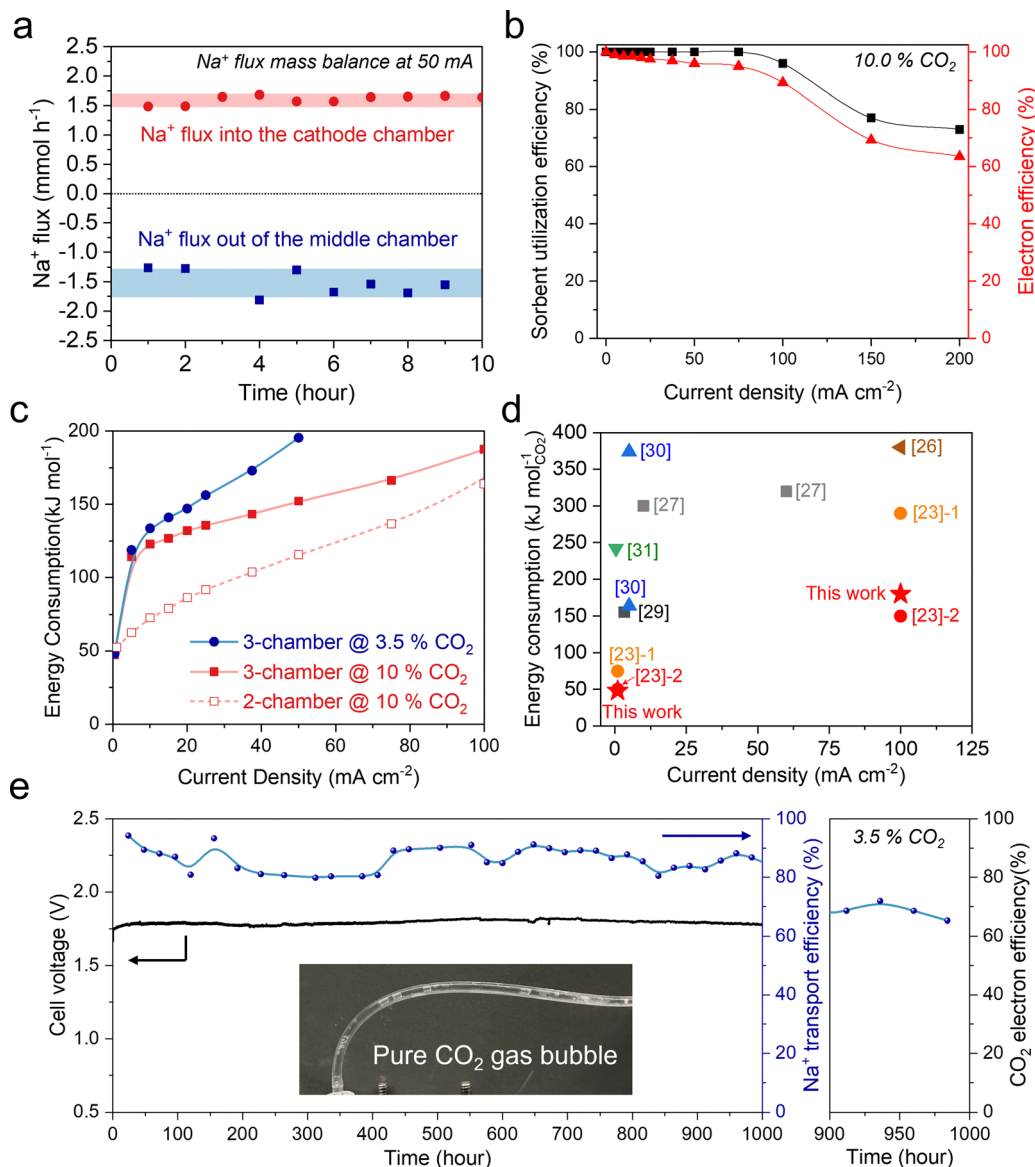 a
Na⁺ flux mass balance at 50 mA
Na⁺ flux into the cathode chamber
Na⁺ flux out of the middle chamber
Na⁺ flux (mmol h⁻¹)
2.5
2.0
1.5
1.0
0.5
0.0
-0.5
-1.0
-1.5
-2.0
-2.5
0 2 4 6 8 10
Time (hour)
b
10.0 % CO₂
Sorbent utilization efficiency (%)
100
80
60
40
20
0
Electron efficiency (%)
100
80
60
40
20
0
0 50 100 150 200
Current density (mA cm⁻²)
c
Energy Consumption(kJ mol⁻¹)
200
150
100
50
0
3-chamber @ 3.5 % CO₂
3-chamber @ 10 % CO₂
2-chamber @ 10 % CO₂
0 20 40 60 80 100
Current Density (mA cm⁻²)
d
Energy consumption (kJ mol⁻¹CO₂)
400
350
300
250
200
150
100
50
0
[30]
[26]
[27]
[27]
[23]-1
[31]
[30]
This work
[29]
[23]-2
[23]-1
[23]-2
This work
0 25 50 75 100 125
Current density (mA cm⁻²)
e
Cell voltage (V)
2.5
2.0
1.5
1.0
0.5
Pure CO₂ gas bubble
Na⁺ transport efficiency (%)
100
80
60
40
20
0
0 100 200 300 400 500 600 700 800 900 1000
Time (hour)
3.5 % CO₂
CO₂ electron efficiency(%)
100
80
60
40
20
0
900 950 1000
Time (hour)